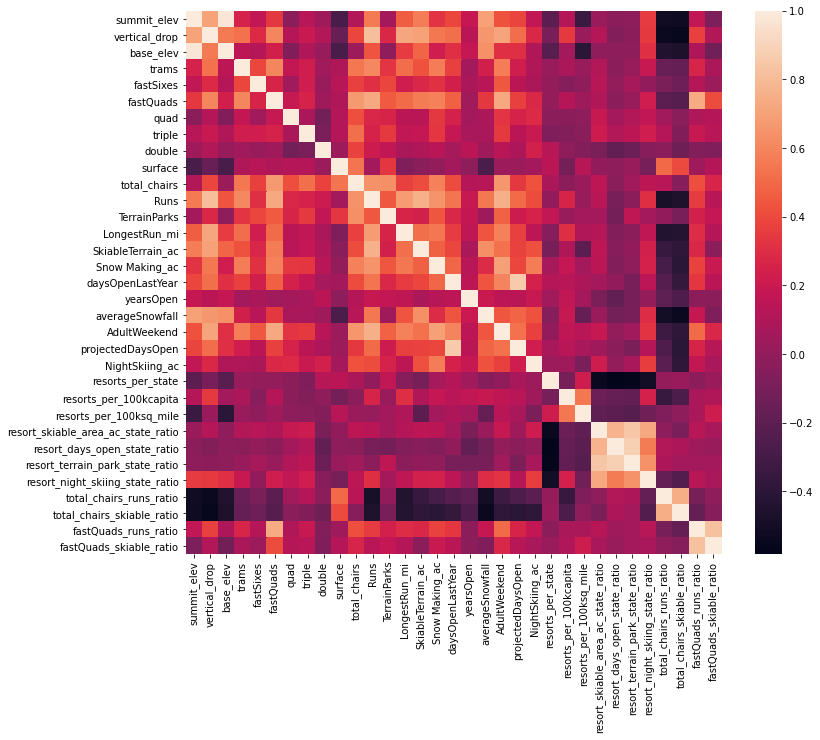 summit_elev
vertical_drop
base_elev
trams
fastSixes
fastQuads
quad
triple
double
surface
total_chairs
Runs
TerrainParks
LongestRun_mi
SkiableTerrain_ac
Snow Making_ac
daysOpenLastYear
yearsOpen
averageSnowfall
AdultWeekend
projectedDaysOpen
NightSkiing_ac
resorts_per_state
resorts_per_100kcapita
resorts_per_100ksq_mile
resort_skiable_area_ac_state_ratio
resort_days_open_state_ratio
resort_terrain_park_state_ratio
resort_night_skiing_state_ratio
total_chairs_runs_ratio
total_chairs_skiable_ratio
fastQuads_runs_ratio
fastQuads_skiable_ratio
summit_elev
vertical_drop
base_elev
trams
fastSixes
fastQuads
quad
triple
double
surface
total_chairs
Runs
TerrainParks
LongestRun_mi
SkiableTerrain_ac
Snow Making_ac
daysOpenLastYear
yearsOpen
averageSnowfall
AdultWeekend
projectedDaysOpen
NightSkiing_ac
resorts_per_state
resorts_per_100kcapita
resorts_per_100ksq_mile
resort_skiable_area_ac_state_ratio
resort_days_open_state_ratio
resort_terrain_park_state_ratio
resort_night_skiing_state_ratio
total_chairs_runs_ratio
total_chairs_skiable_ratio
fastQuads_runs_ratio
fastQuads_skiable_ratio
1.0
0.8
0.6
0.4
0.2
0.0
−0.2
−0.4